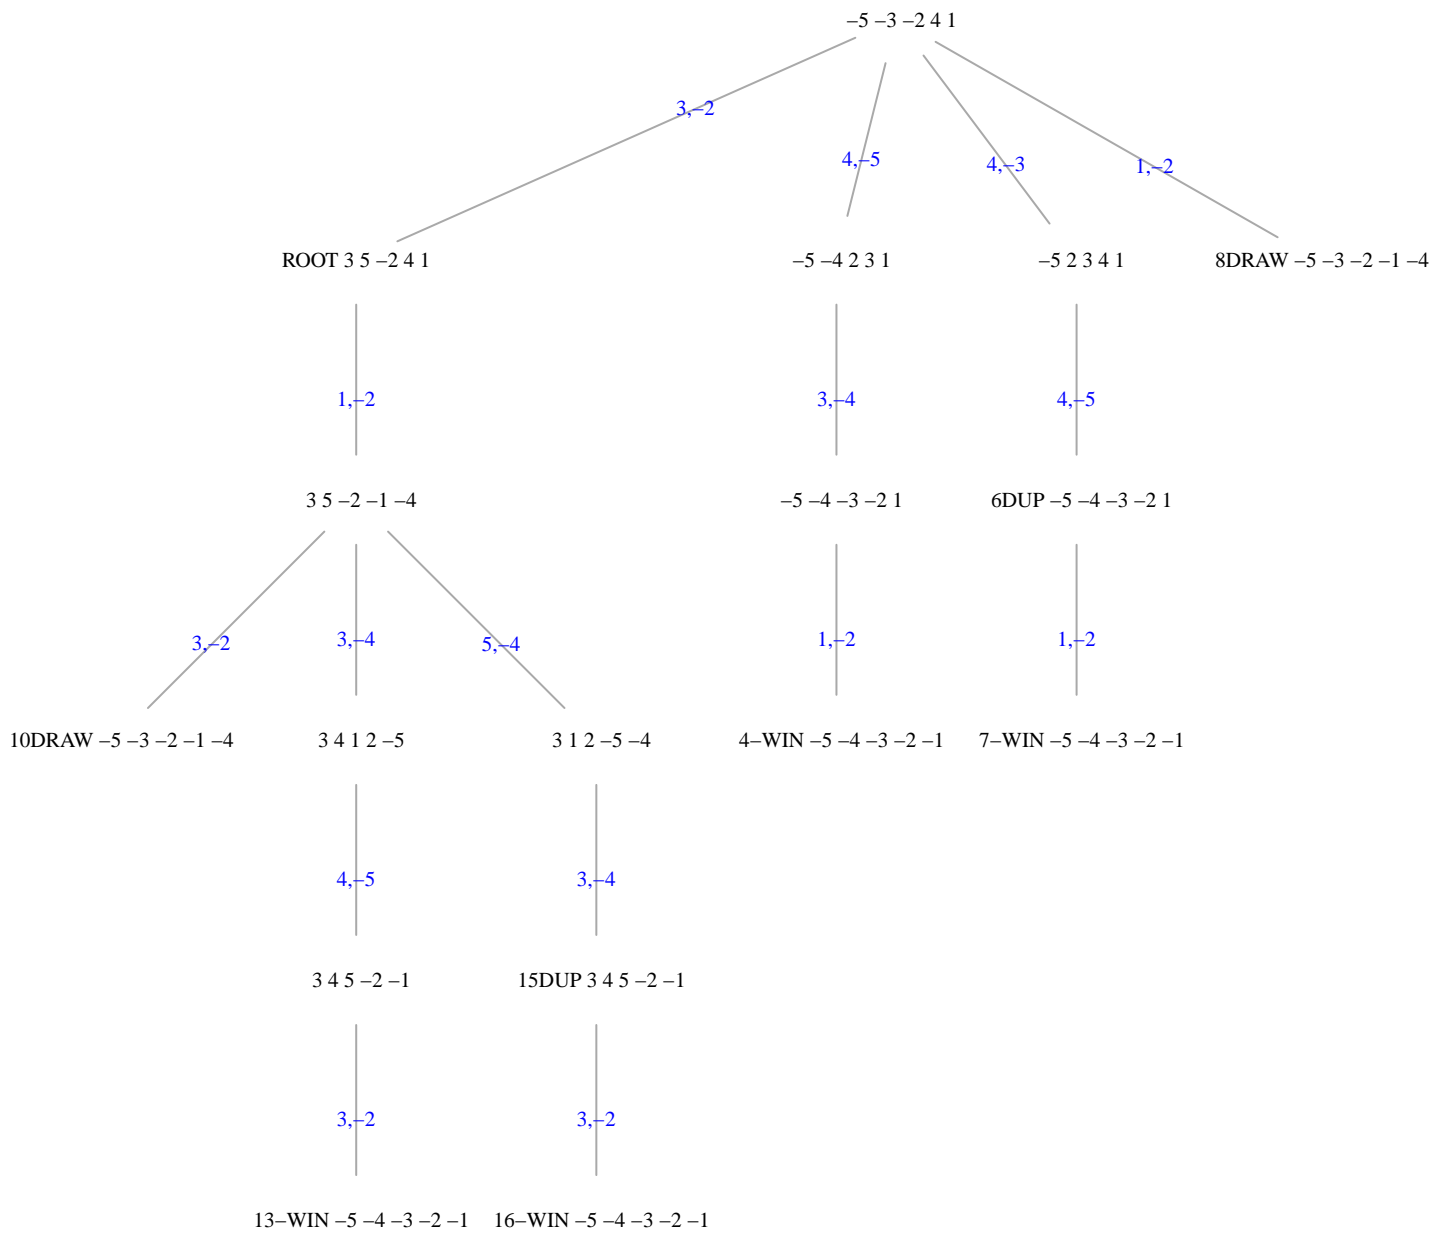 –5 –3 –2 4 1
3,–2
4,–5
4,–3
1,–2
ROOT 3 5 –2 4 1
–5 –4 2 3 1
–5 2 3 4 1
8DRAW –5 –3 –2 –1 –4
1,–2
3,–4
4,–5
3 5 –2 –1 –4
–5 –4 –3 –2 1
6DUP –5 –4 –3 –2 1
3,–2
3,–4
5,–4
1,–2
1,–2
10DRAW –5 –3 –2 –1 –4
3 4 1 2 –5
3 1 2 –5 –4
4–WIN –5 –4 –3 –2 –1
7–WIN –5 –4 –3 –2 –1
4,–5
3,–4
3 4 5 –2 –1
15DUP 3 4 5 –2 –1
3,–2
3,–2
13–WIN –5 –4 –3 –2 –1
16–WIN –5 –4 –3 –2 –1